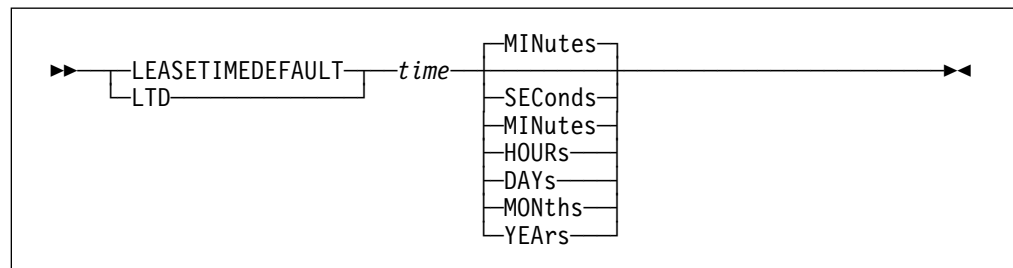 MINutes
LEASETIMEDEFAULT time
LTD
SEConds
MINutes
HOURs
DAYs
MONths
YEArs